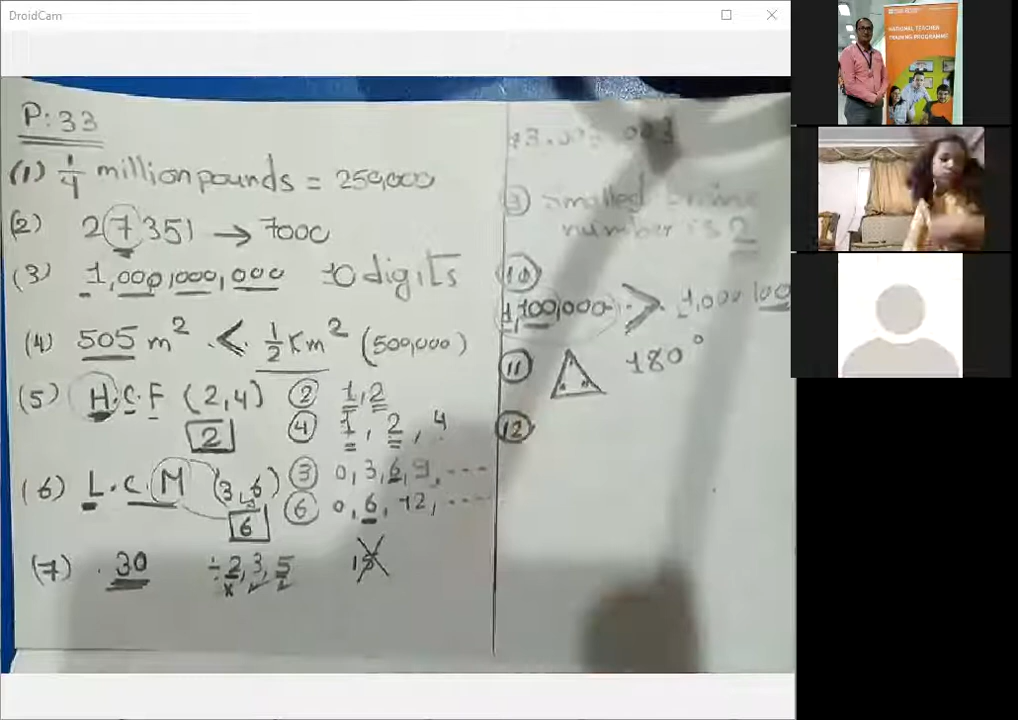 DroidCam
P:33
(1) 1/4 million pounds = 250,000
(2) 27351 → 7000
(3) 1,000,000,000 10 digits
(4) 505 m² < 1/2 Km² (500,000)
(5) H.C.F (2,4) ② 1,2
2 ④ 1, 2, 4
(6) L.C.M (3,6) ③ 0,3,6,9,----
6 ⑥ 0, 6, 12, ----
(7) 30 ÷2,3,5 15
smallest prime
number is 2
⑩
1,100,000 > 1,000,100
⑪ 180°
⑫
NATIONAL TEACHER
TRAINING PROGRAMME